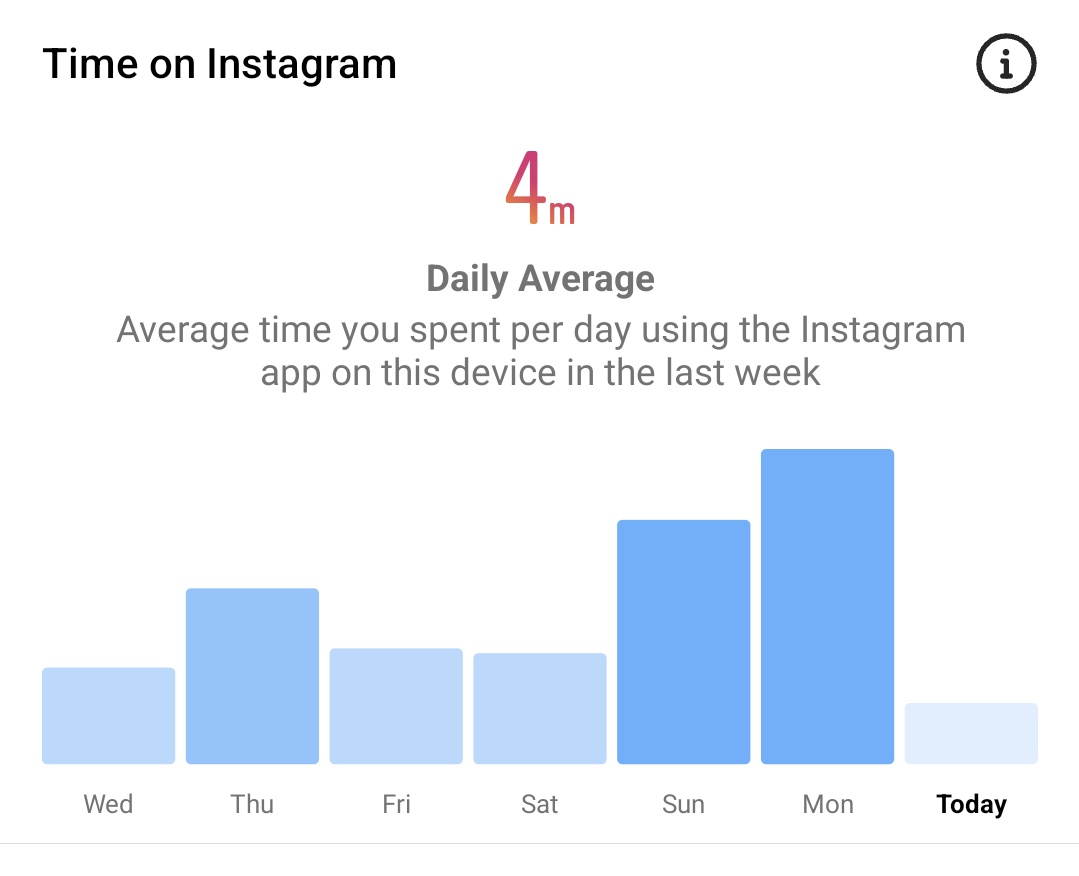 Time on Instagram
4m
Daily Average
Average time you spent per day using the Instagram
app on this device in the last week
Wed Thu Fri Sat Sun Mon Today